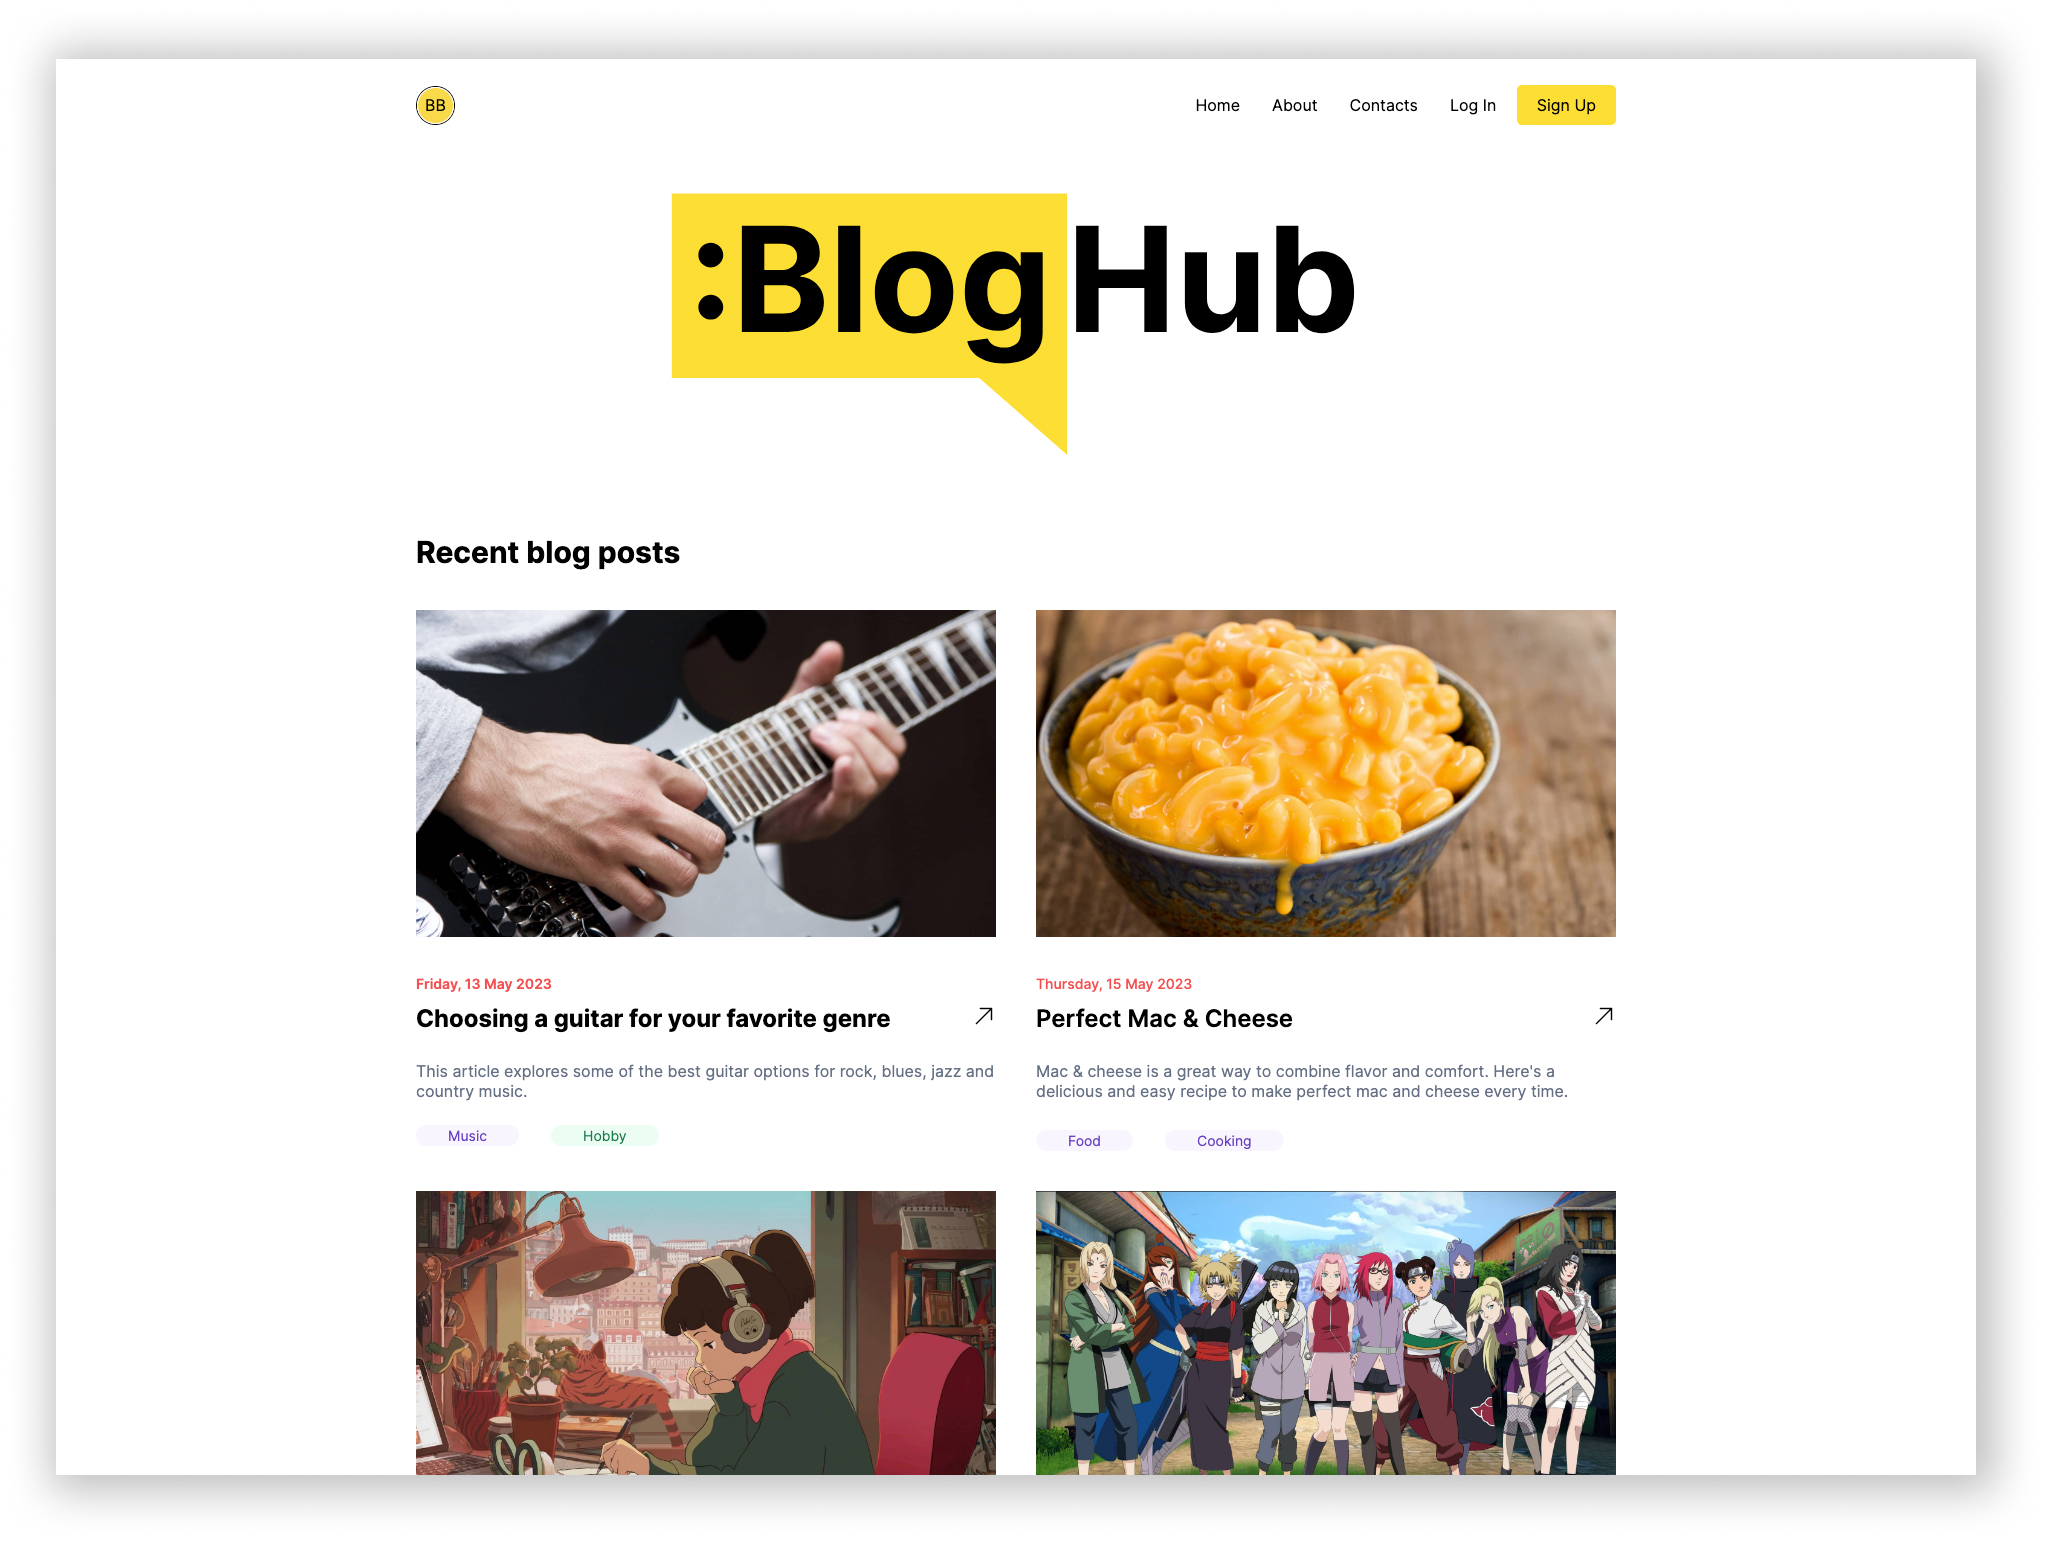 BB
Home
About
Contacts
Log In
Sign Up
:BlogHub
Recent blog posts
Friday, 13 May 2023
Choosing a guitar for your favorite genre
This article explores some of the best guitar options for rock, blues, jazz and
country music.
Music
Hobby
Thursday, 15 May 2023
Perfect Mac & Cheese
Mac & cheese is a great way to combine flavor and comfort. Here's a
delicious and easy recipe to make perfect mac and cheese every time.
Food
Cooking